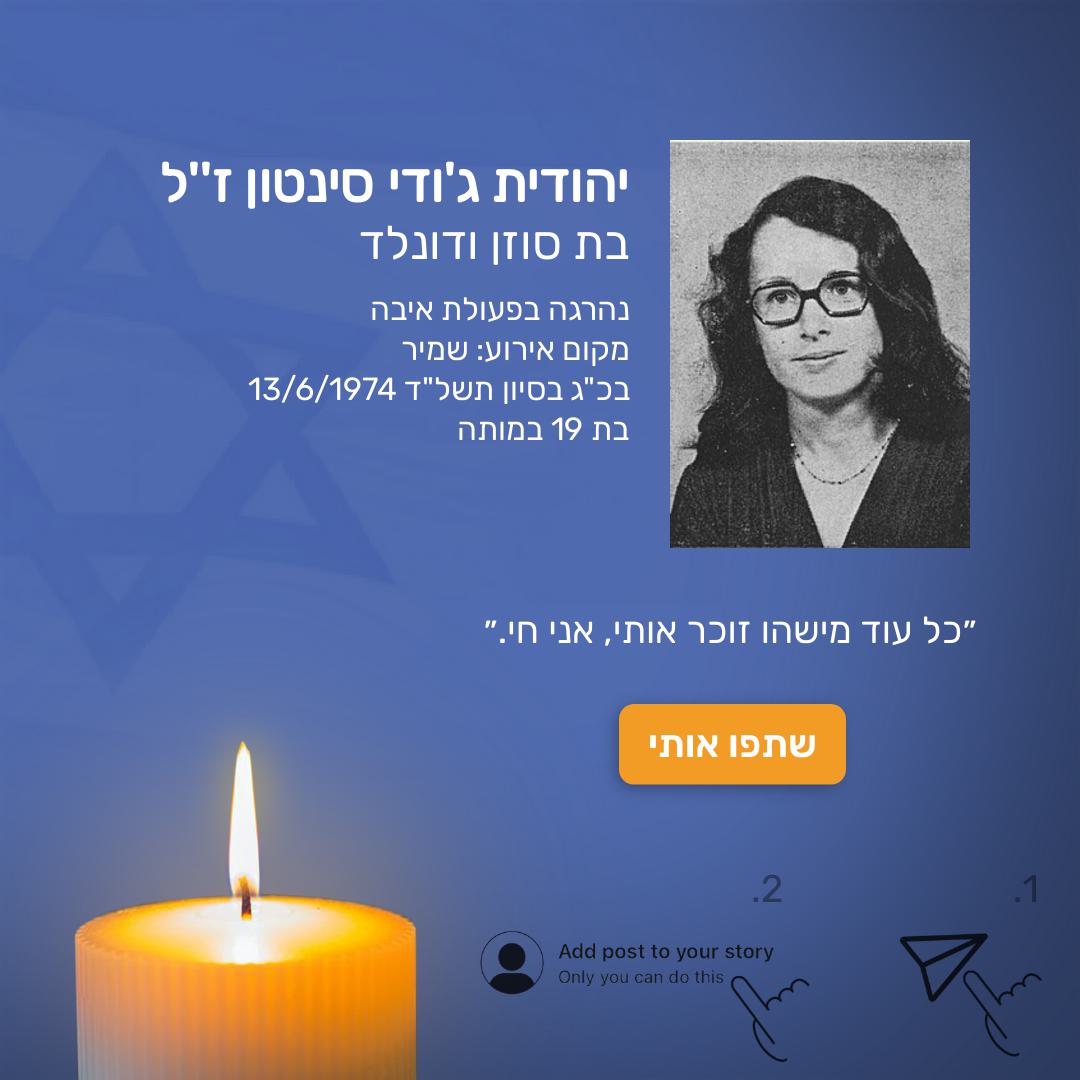 יהודית ג'ודי סינטון ז''ל
בת סוזן ודונלד
נהרגה בפעולת איבה
מקום אירוע: שמיר
בכ"ג בסיון תשל"ד 13/6/1974
בת 19 במותה
״כל עוד מישהו זוכר אותי, אני חי.״
שתפו אותי
1.
2.
Add post to your story
Only you can do this